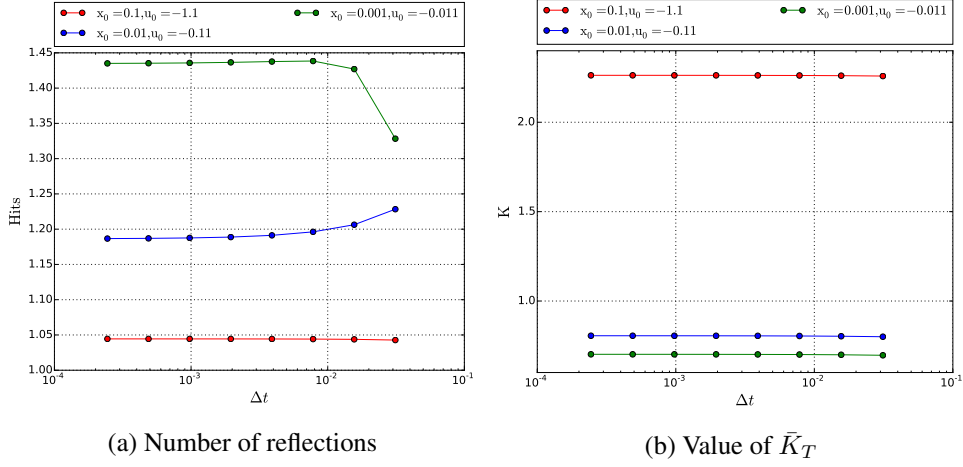 x₀ =0.1,u₀ =−1.1
x₀ =0.01,u₀ =−0.11
x₀ =0.001,u₀ =−0.011
1.45
1.40
1.35
1.30
1.25
1.20
1.15
1.10
1.05
1.00
Hits
10⁻⁴
10⁻³
10⁻²
10⁻¹
Δt
(a) Number of reflections
x₀ =0.1,u₀ =−1.1
x₀ =0.01,u₀ =−0.11
x₀ =0.001,u₀ =−0.011
2.0
1.5
1.0
K
10⁻⁴
10⁻³
10⁻²
10⁻¹
Δt
(b) Value of K̄_T